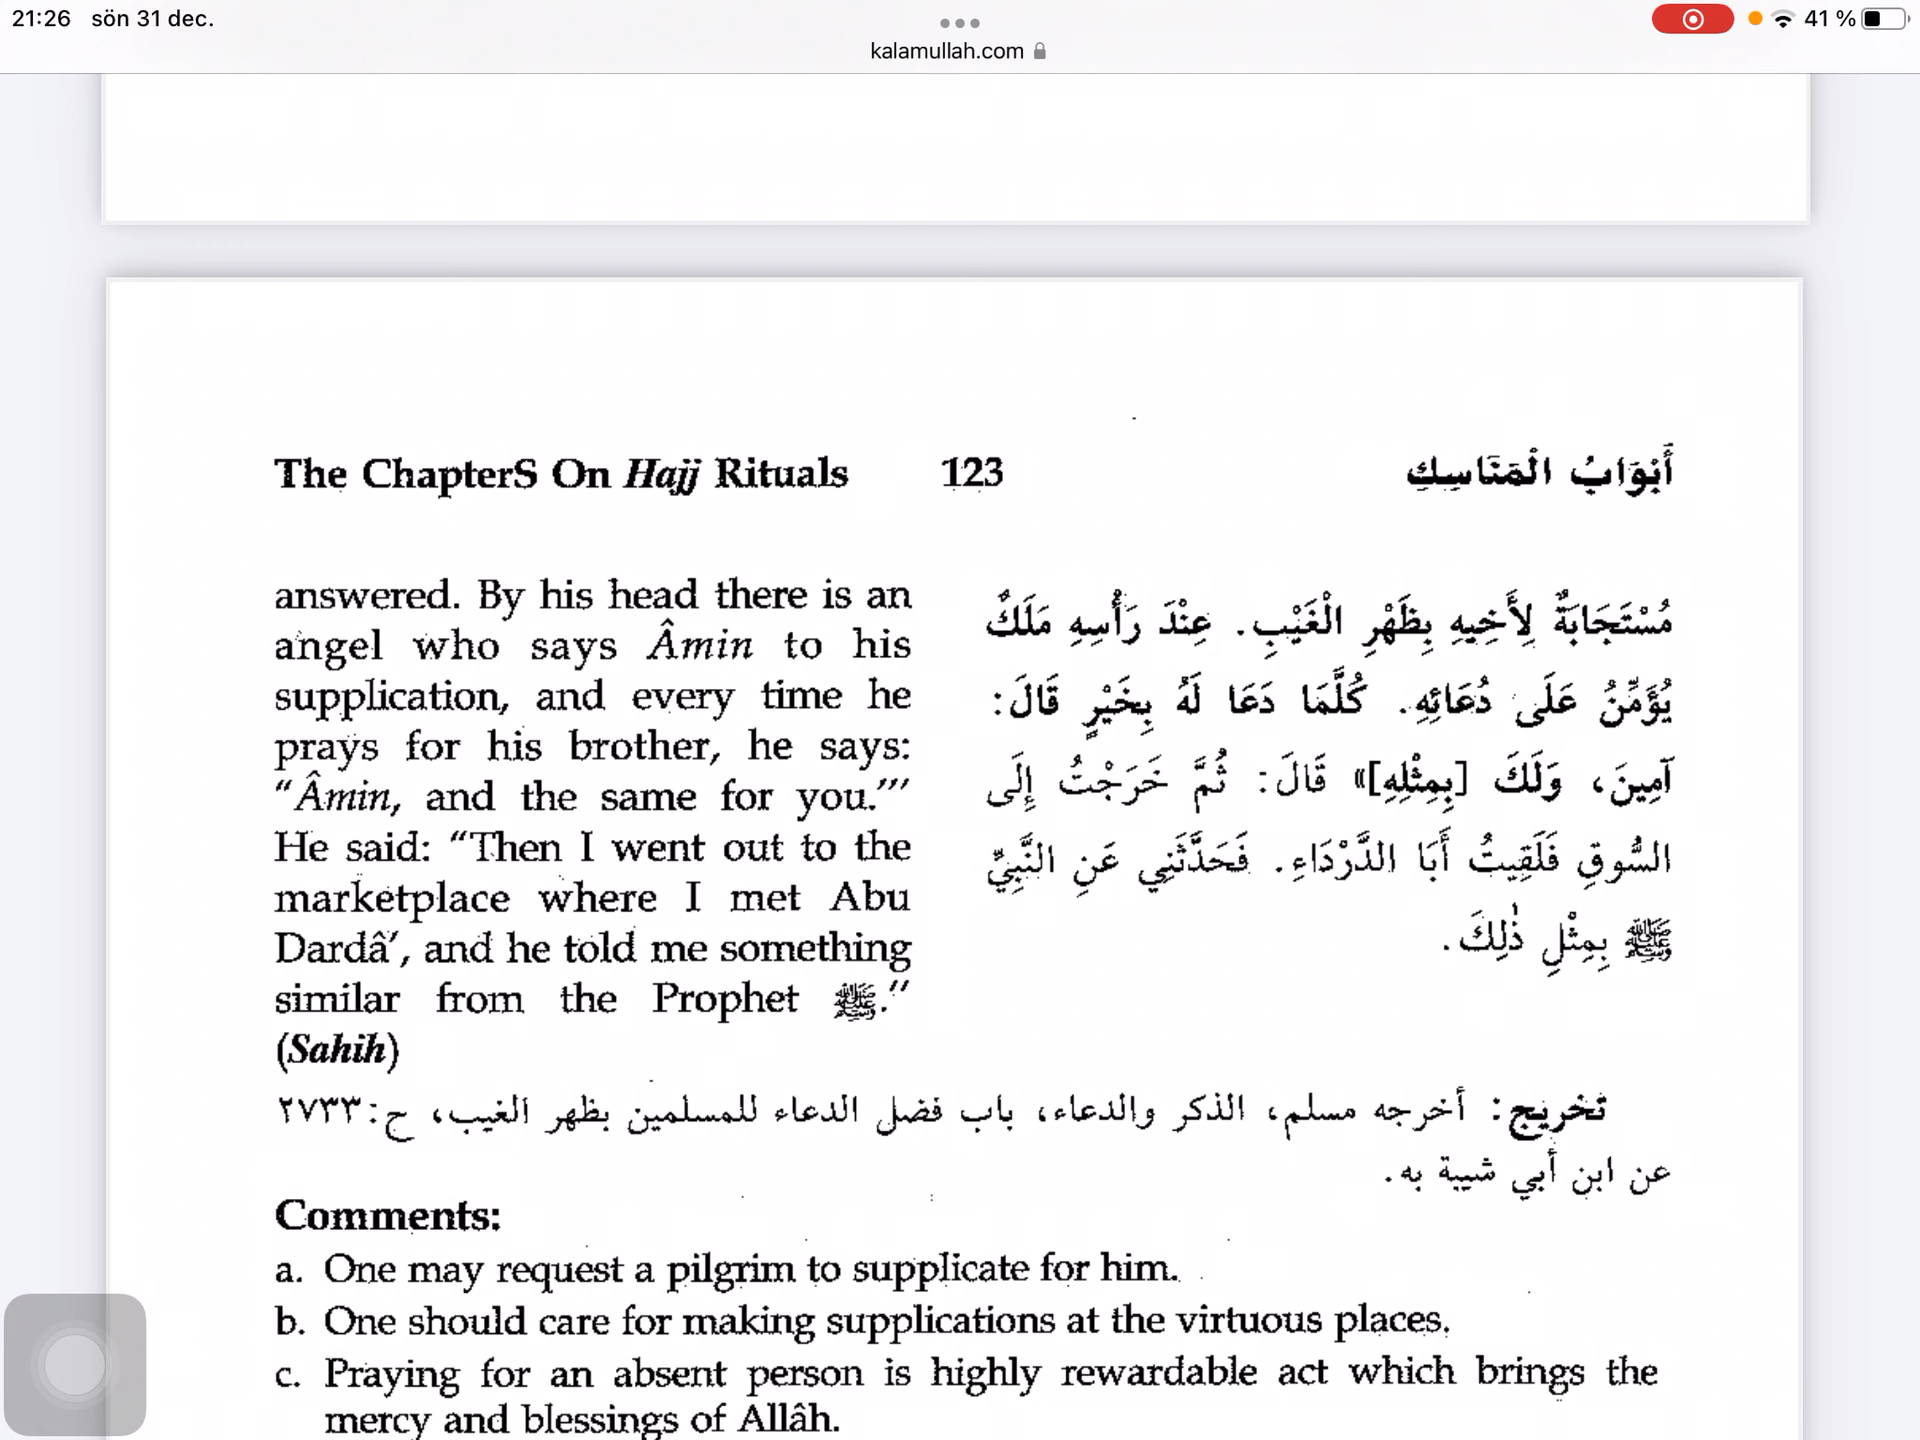 21:26 sön 31 dec.
41 %
kalamullah.com
The ChapterS On Hajj Rituals 123 أَبْوَابُ الْمَنَاسِكِ
answered. By his head there is an
angel who says Âmin to his
supplication, and every time he
prays for his brother, he says:
“Âmin, and the same for you.”’
He said: “Then I went out to the
marketplace where I met Abu
Dardâ’, and he told me something
similar from the Prophet ﷺ.”
(Sahih)
مُسْتَجَابَةٌ لِأَخِيهِ بِظَهْرِ الْغَيْبِ. عِنْدَ رَأْسِهِ مَلَكٌ
يُؤَمِّنُ عَلَى دُعَائِهِ. كُلَّمَا دَعَا لَهُ بِخَيْرٍ قَالَ:
آمِينَ، وَلَكَ [بِمِثْلِهِ]» قَالَ: ثُمَّ خَرَجْتُ إِلَى
السُّوقِ فَلَقِيتُ أَبَا الدَّرْدَاءِ. فَحَدَّثَنِي عَنِ النَّبِيِّ
ﷺ بِمِثْلِ ذٰلِكَ.
تخريج: أخرجه مسلم، الذكر والدعاء، باب فضل الدعاء للمسلمين بظهر الغيب، ح:٢٧٣٣
عن ابن أبي شيبة به.
Comments:
a. One may request a pilgrim to supplicate for him.
b. One should care for making supplications at the virtuous places.
c. Praying for an absent person is highly rewardable act which brings the
mercy and blessings of Allâh.